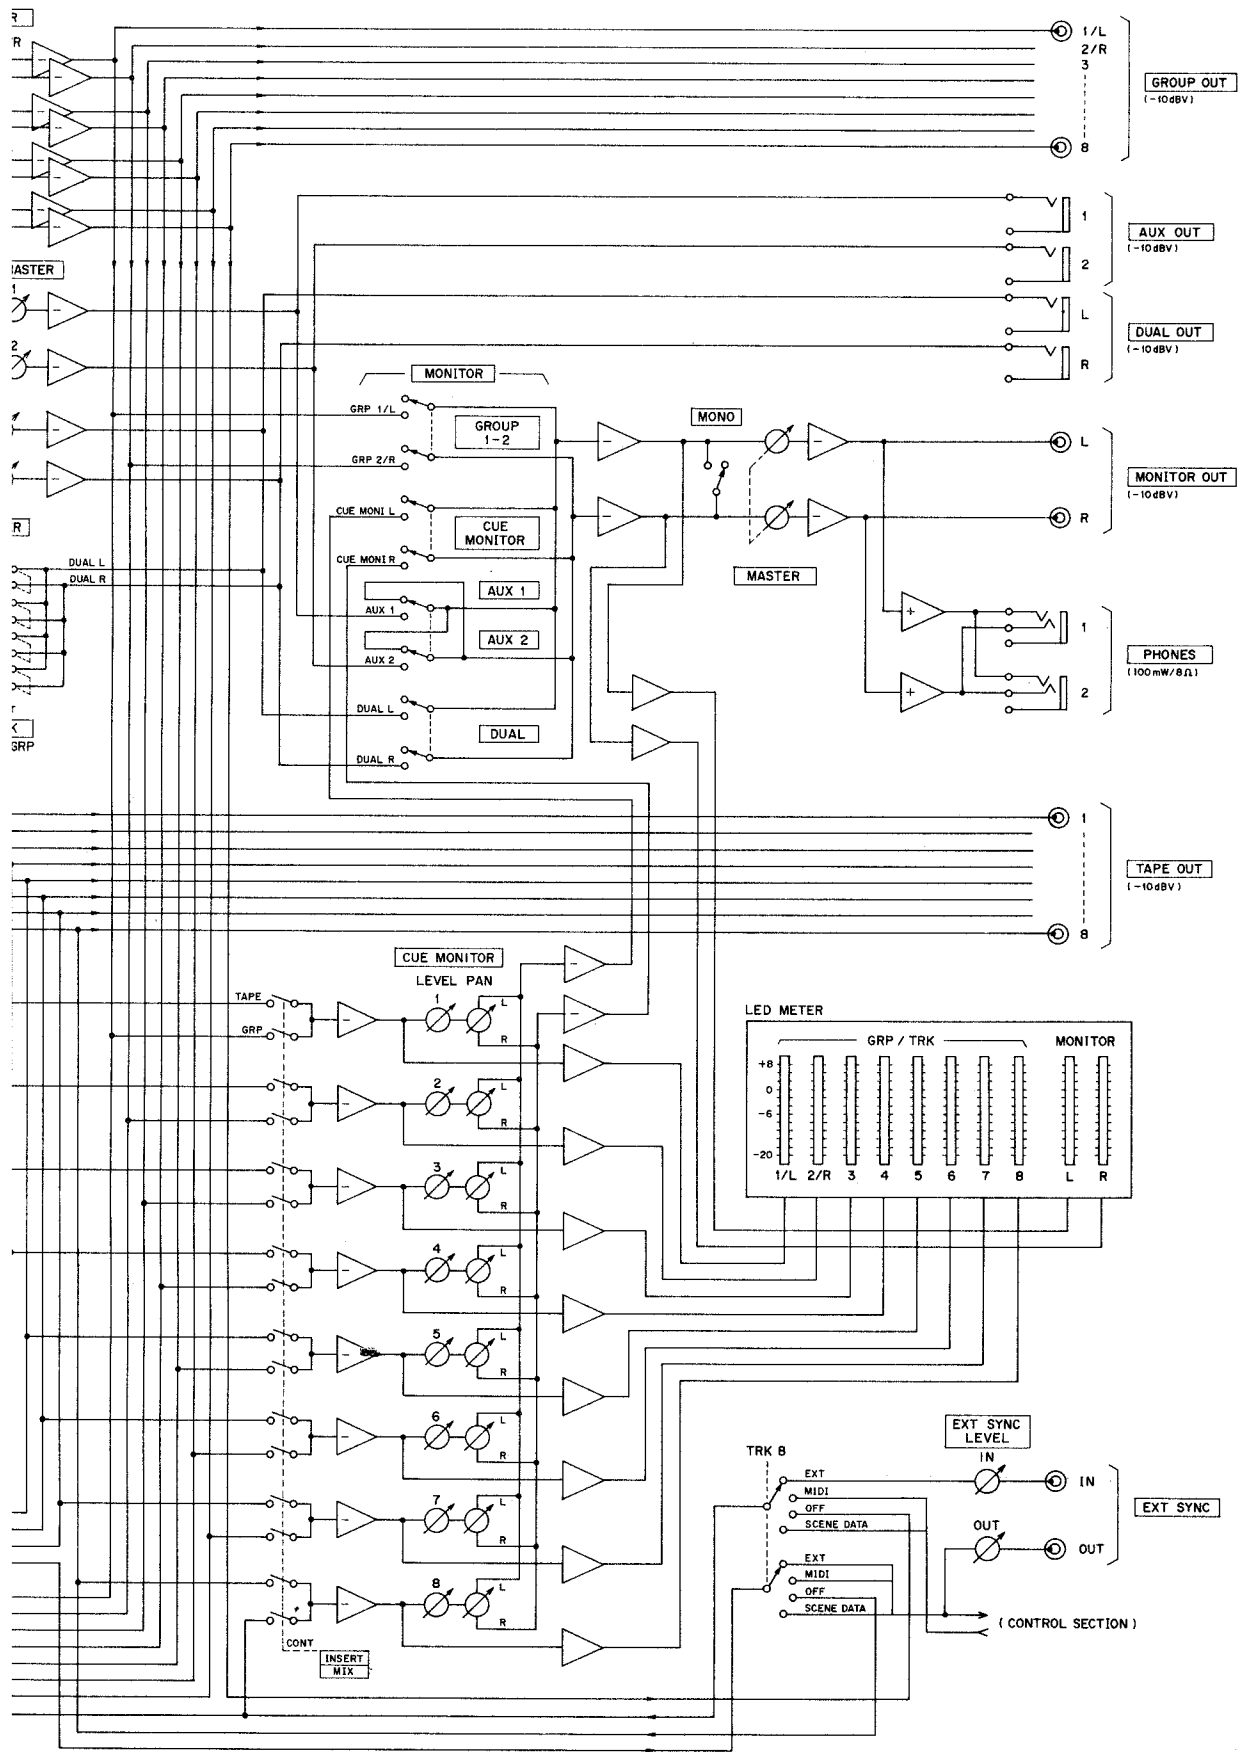 R
1/L
2/R
3
8
GROUP OUT
(-10dBV)
1
2
AUX OUT
(-10dBV)
L
R
DUAL OUT
(-10dBV)
1
2
MONITOR
GRP 1/L
GROUP
1-2
GRP 2/R
CUE MONI L
CUE
MONITOR
CUE MONI R
AUX 1
AUX 1
AUX 2
AUX 2
DUAL L
DUAL
DUAL R
MONO
MASTER
L
R
MONITOR OUT
(-10dBV)
R
DUAL L
DUAL R
GRP
1
2
PHONES
(100mW/8Ω)
1
8
TAPE OUT
(-10dBV)
CUE MONITOR
LEVEL PAN
TAPE
GRP
1
L
R
2
L
R
3
L
R
4
L
R
5
L
R
6
L
R
7
L
R
8
L
R
CONT
INSERT
MIX
LED METER
GRP / TRK
MONITOR
+8
0
-6
-20
1/L 2/R 3 4 5 6 7 8 L R
EXT SYNC
LEVEL
IN
TRK 8
EXT
MIDI
OFF
SCENE DATA
IN
OUT
OUT
EXT SYNC
EXT
MIDI
OFF
SCENE DATA
(CONTROL SECTION)